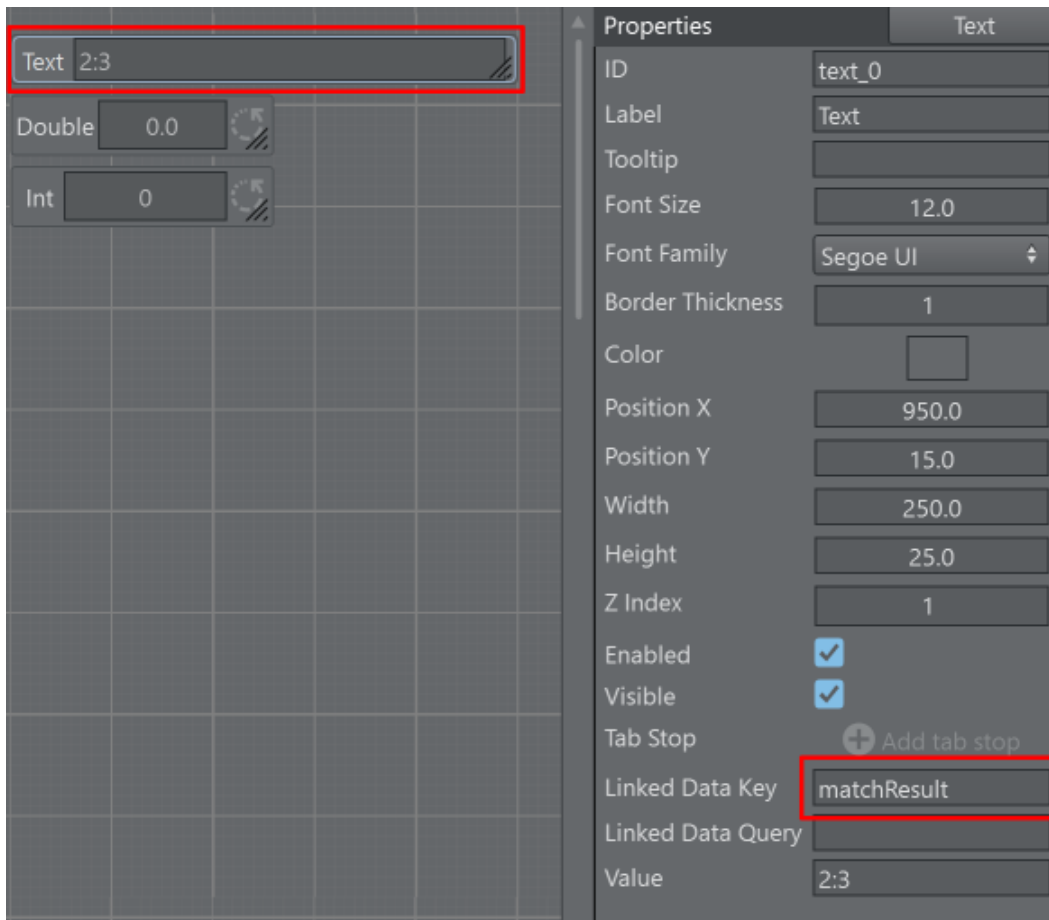 Text 2:3
Double 0.0
Int 0
Properties Text
ID text_0
Label Text
Tooltip
Font Size 12.0
Font Family Segoe UI
Border Thickness 1
Color
Position X 950.0
Position Y 15.0
Width 250.0
Height 25.0
Z Index 1
Enabled
Visible
Tab Stop Add tab stop
Linked Data Key matchResult
Linked Data Query
Value 2:3